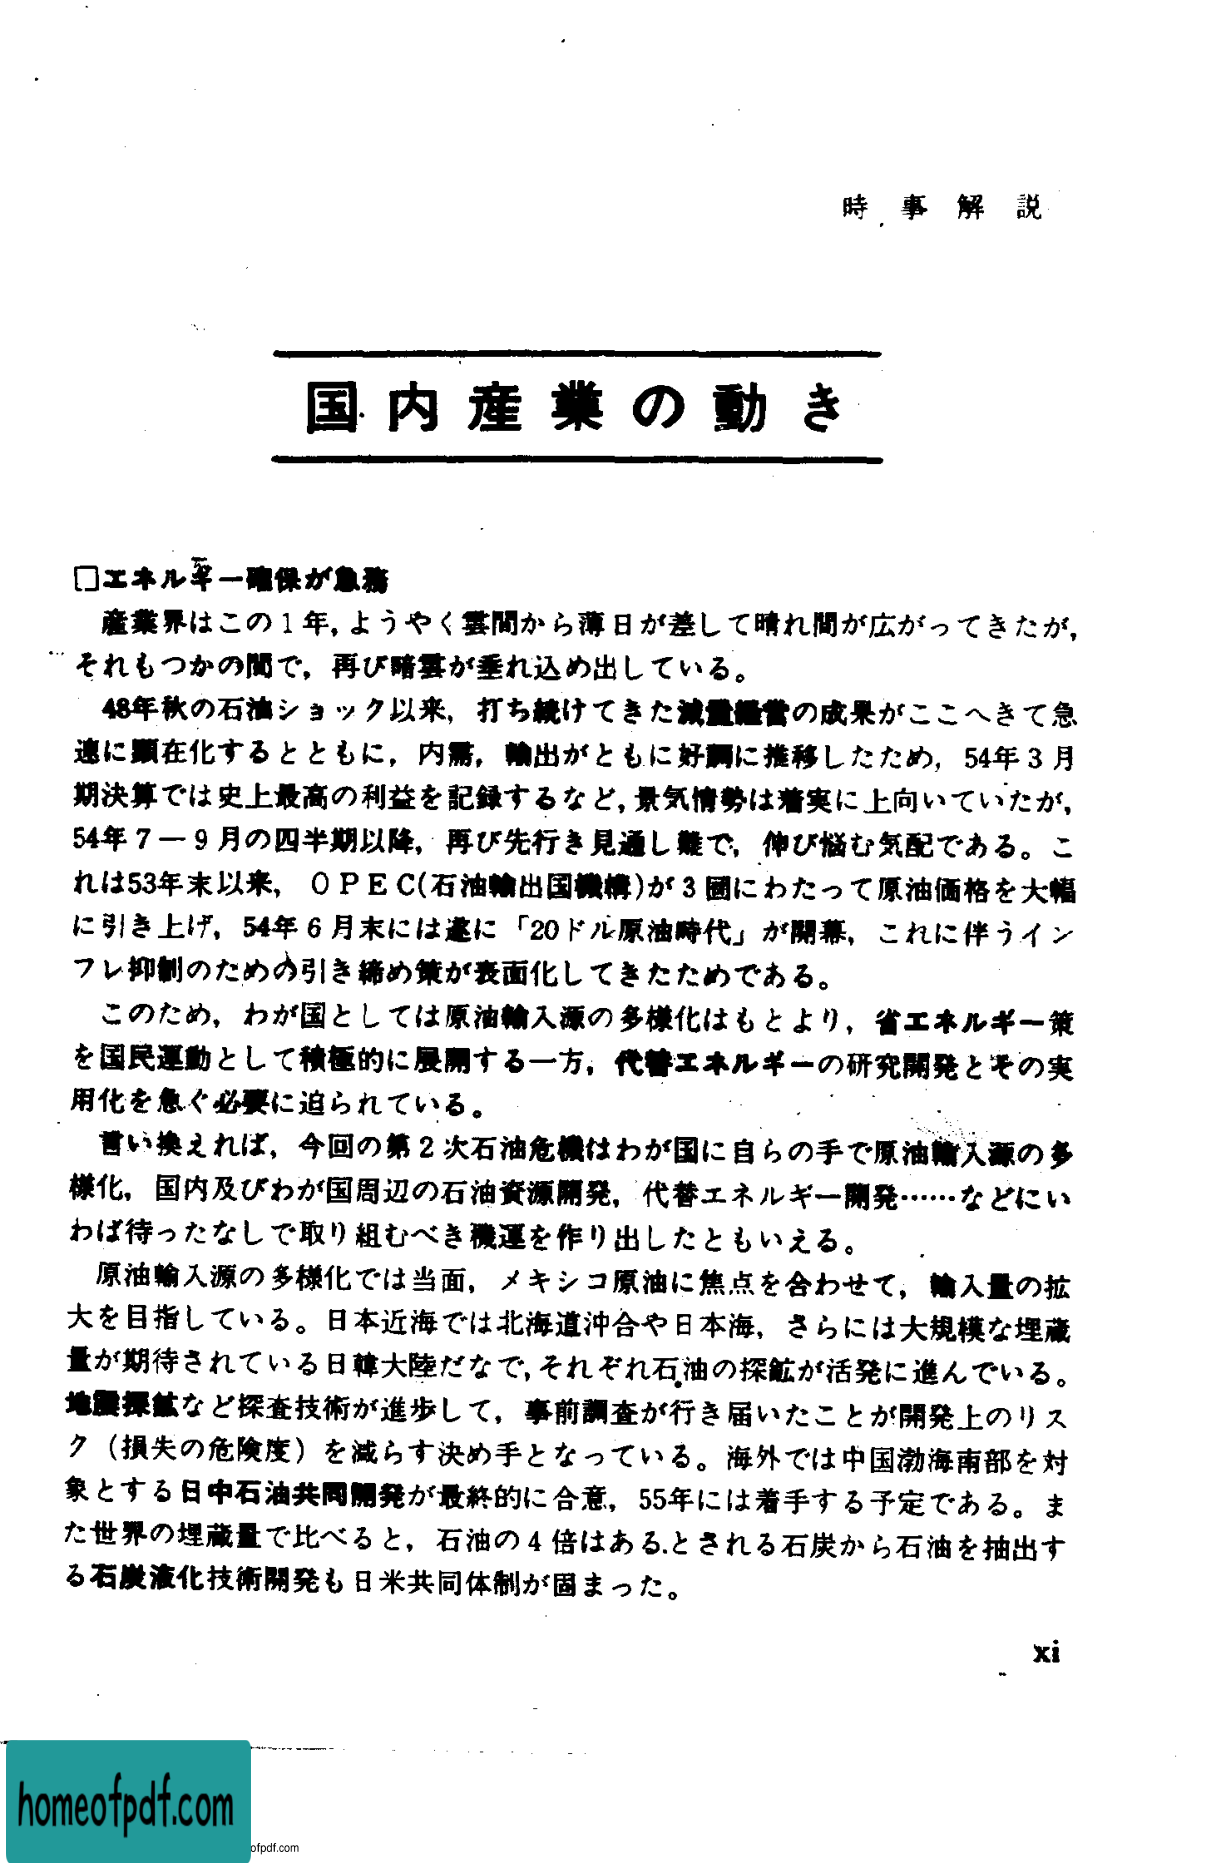 時事解説
国内産業の動き
□エネルギー確保が急務
産業界はこの1年,ようやく雲間から薄日が差して晴れ間が広がってきたが,
それもつかの間で，再び暗雲が垂れ込め出している。
48年秋の石油ショック以来，打ち続けてきた減量経営の成果がここへきて急
速に顕在化するとともに，内需，輸出がともに好調に推移したため，54年3月
期決算では史上最高の利益を記録するなど,景気情勢は着実に上向いていたが,
54年7―9月の四半期以降，再び先行き見通し難で，伸び悩む気配である。こ
れは53年末以来，OPEC(石油輸出国機構)が3回にわたって原油価格を大幅
に引き上げ，54年6月末には遂に「20ドル原油時代」が開幕，これに伴うイン
フレ抑制のための引き締め策が表面化してきたためである。
このため，わが国としては原油輸入源の多様化はもとより，省エネルギー策
を国民運動として積極的に展開する一方，代替エネルギーの研究開発とその実
用化を急ぐ必要に迫られている。
言い換えれば，今回の第2次石油危機はわが国に自らの手で原油輸入源の多
様化，国内及びわが国周辺の石油資源開発，代替エネルギー開発……などにい
わば待ったなしで取り組むべき機運を作り出したともいえる。
原油輸入源の多様化では当面，メキシコ原油に焦点を合わせて，輸入量の拡
大を目指している。日本近海では北海道沖合や日本海，さらには大規模な埋蔵
量が期待されている日韓大陸だなで,それぞれ石油の探鉱が活発に進んでいる。
地震探鉱など探査技術が進歩して，事前調査が行き届いたことが開発上のリス
ク（損失の危険度）を減らす決め手となっている。海外では中国渤海南部を対
象とする日中石油共同開発が最終的に合意，55年には着手する予定である。ま
た世界の埋蔵量で比べると，石油の4倍はあるとされる石炭から石油を抽出す
る石炭液化技術開発も日米共同体制が固まった。
xi
homeofpdf.com
ofpdf.com